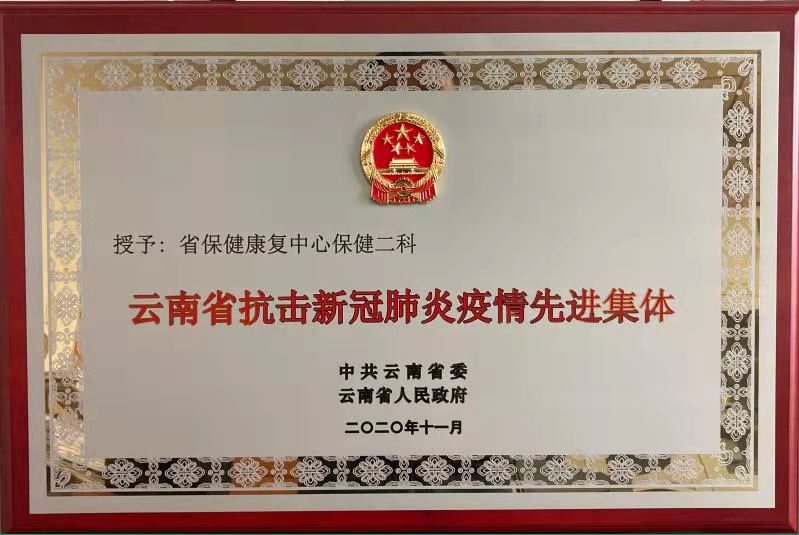 授予：省保健康复中心保健二科
云南省抗击新冠肺炎疫情先进集体
中共云南省委
云南省人民政府
二〇二〇年十一月